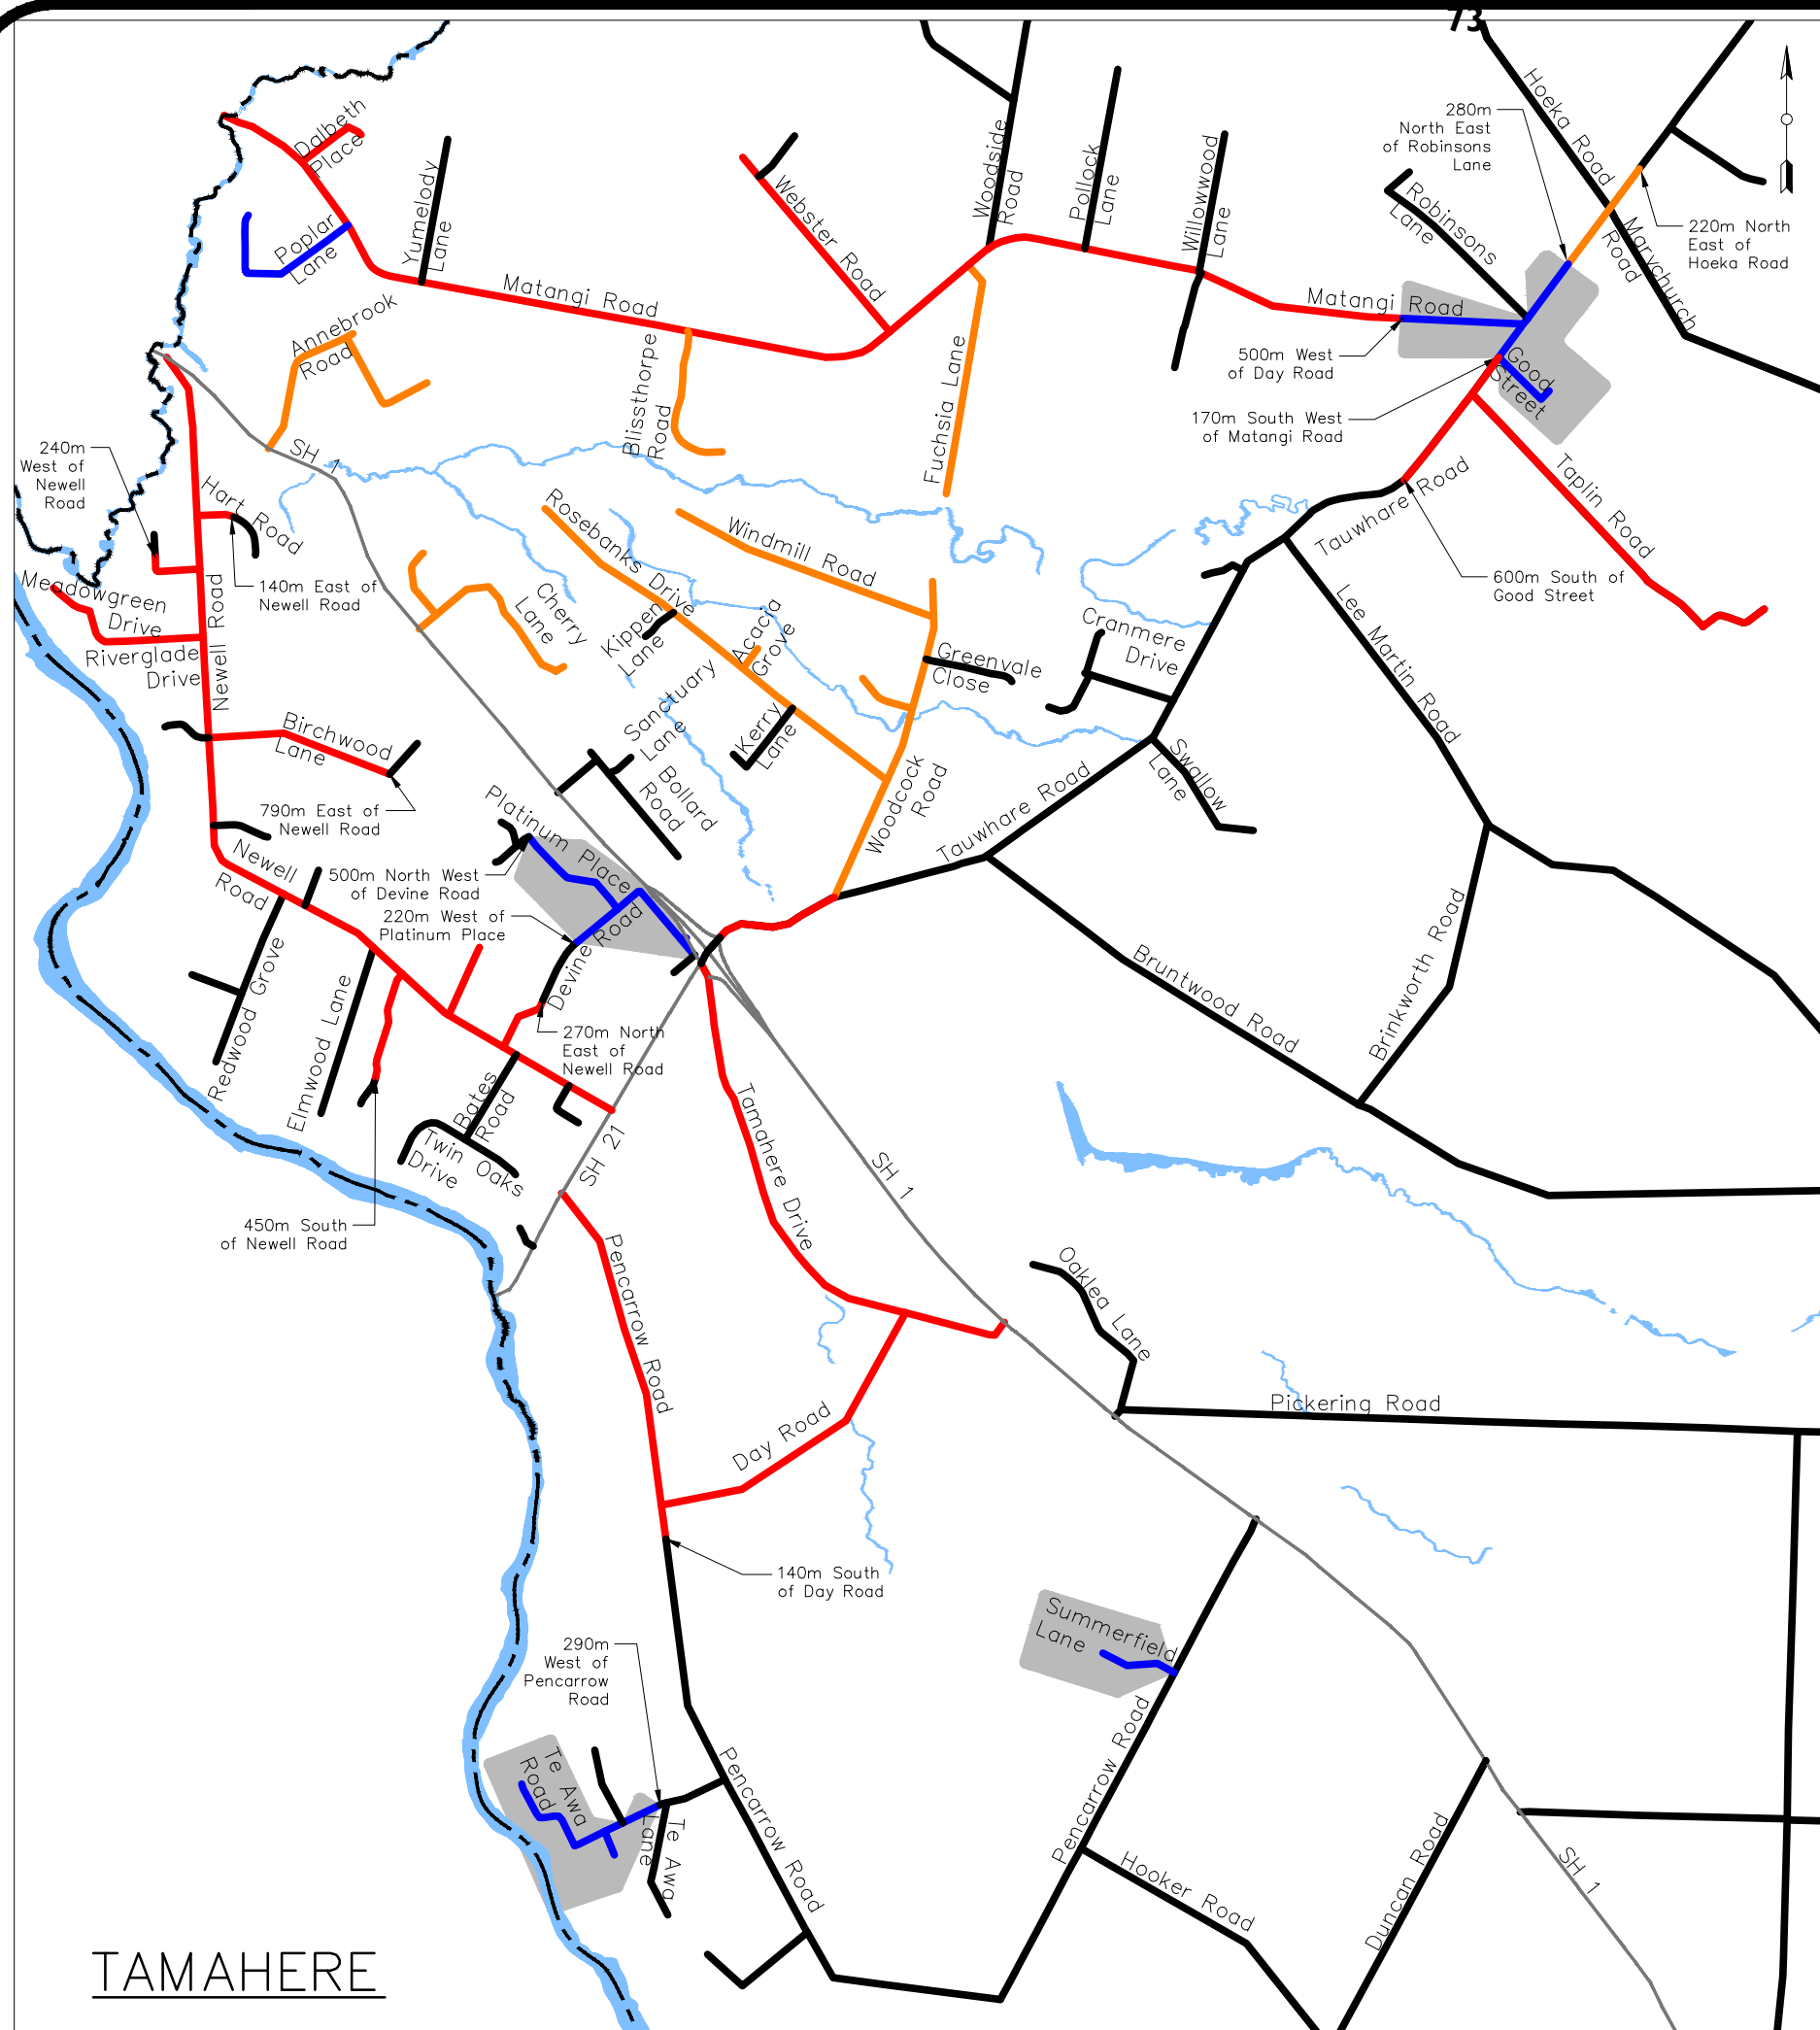 73
Hoeka Road
280m
North East
of Robinsons
Lane
Dalbeth
Place
Yumelody
Lane
Woodside
Road
Pollock
Lane
Willowwood
Lane
Webster Road
Robinsons
Lane
Marychurch
Road
220m North
East of
Hoeka Road
Poplar
Lane
Matangi Road
Matangi Road
Annebrook
Road
Blissthorpe
Road
Fuchsia Lane
500m West
of Day Road
Good
Street
170m South West
of Matangi Road
SH 1
240m
West of
Newell
Road
Hart Road
Taplin Road
Tauwhare Road
Rosebanks Drive
Windmill Road
140m East of
Newell Road
600m South of
Good Street
Meadowgreen
Drive
Newell Road
Cherry
Lane
Kippen
Lane
Acacia
Grove
Cranmere
Drive
Lee Martin Road
Riverglade
Drive
Greenvale
Close
Sanctuary
Lane
Kerry
Lane
Birchwood
Lane
Bollard
Road
Swallow
Lane
790m East of
Newell Road
Platinum Place
Woodcock
Road
Tauwhare Road
Newell
Road
500m North West
of Devine Road
220m West of
Platinum Place
Devine Road
Redwood Grove
Elmwood Lane
Bruntwood Road
Brinkworth Road
270m North
East of
Newell Road
Bates
Road
Twin Oaks
Drive
SH 21
Tamahere Drive
SH 1
450m South
of Newell Road
Pencarrow Road
Oaklea Lane
Day Road
Pickering Road
140m South
of Day Road
Summerfield
Lane
290m
West of
Pencarrow
Road
Te Awa
Road
Te Awa
Lane
Pencarrow Road
Pencarrow Road
Hooker Road
Duncan Road
SH 1
TAMAHERE